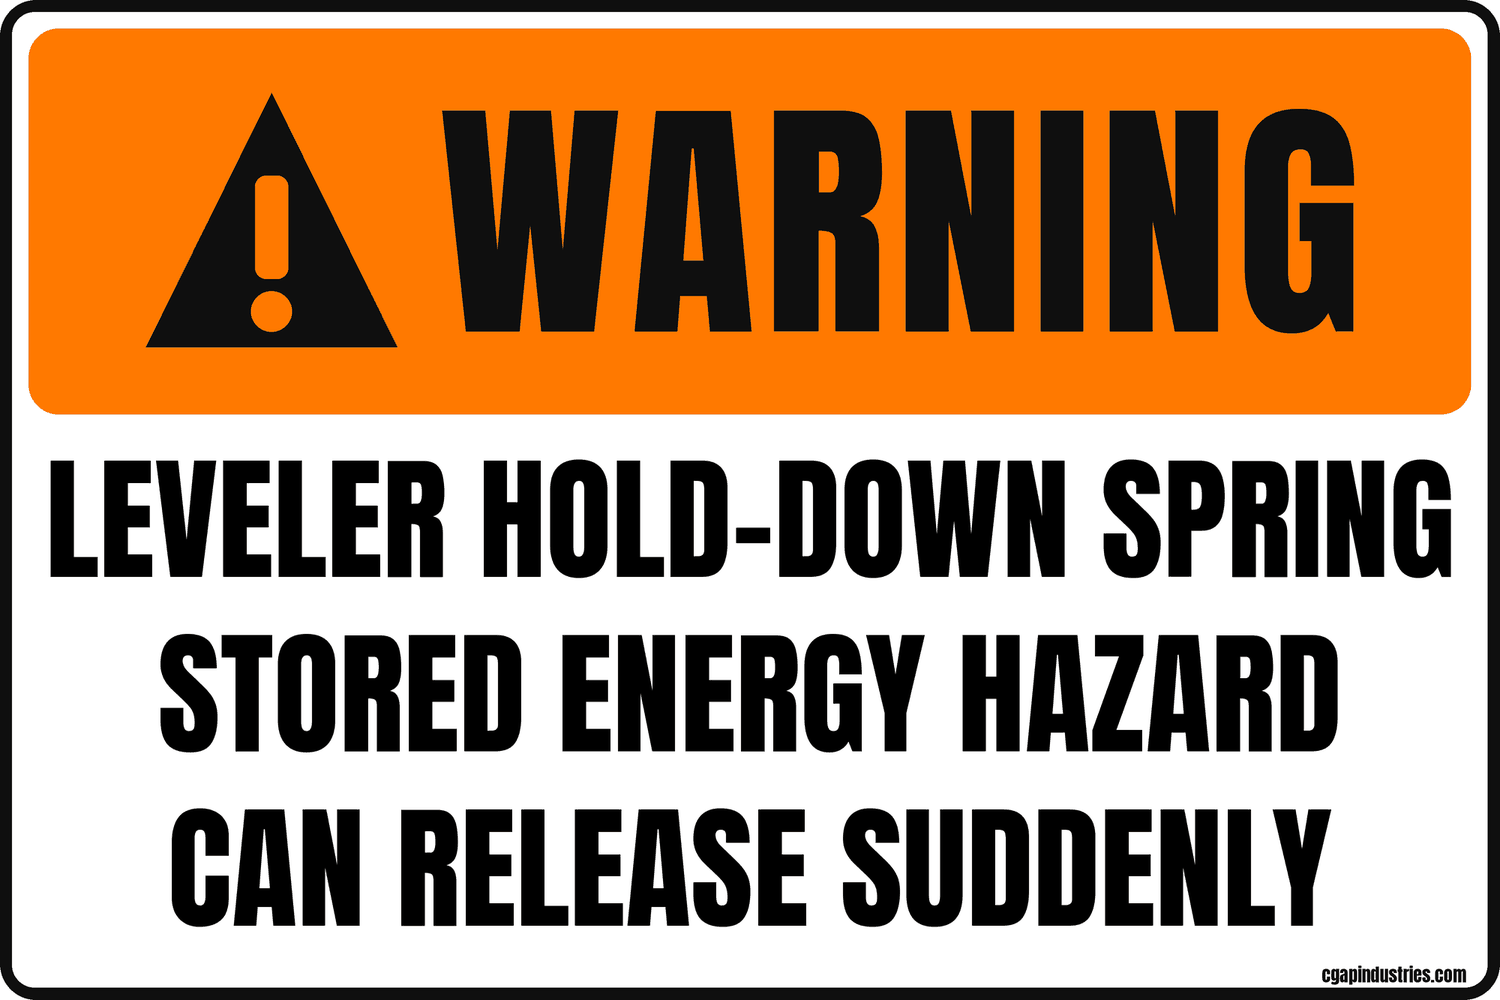 WARNING
LEVELER HOLD-DOWN SPRING
STORED ENERGY HAZARD
CAN RELEASE SUDDENLY
cgapindustries.com